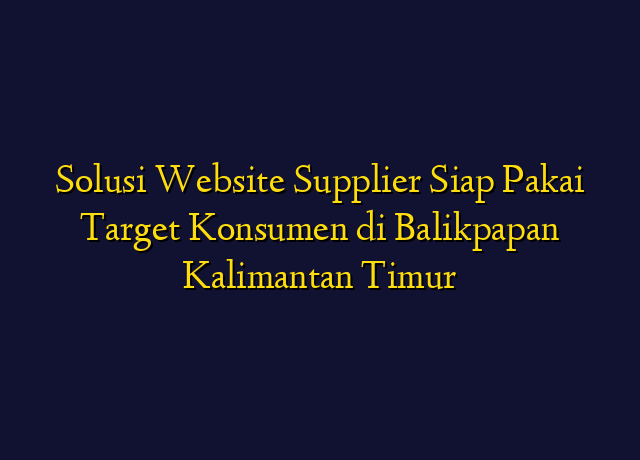 Solusi Website Supplier Siap Pakai
Target Konsumen di Balikpapan
Kalimantan Timur